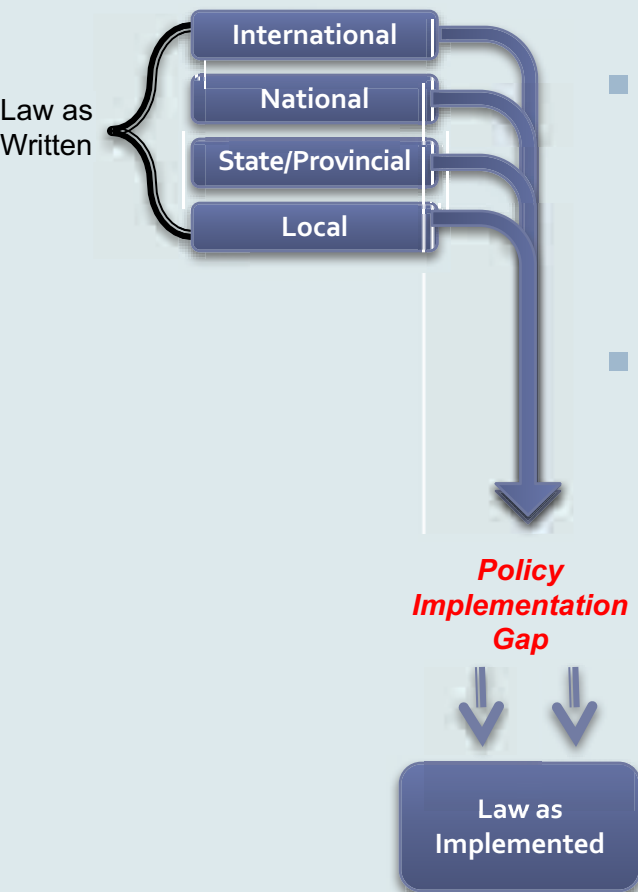 International
National
Law as
Written
State/Provincial
Local
Policy
Implementation
Gap
Law as
Implemented